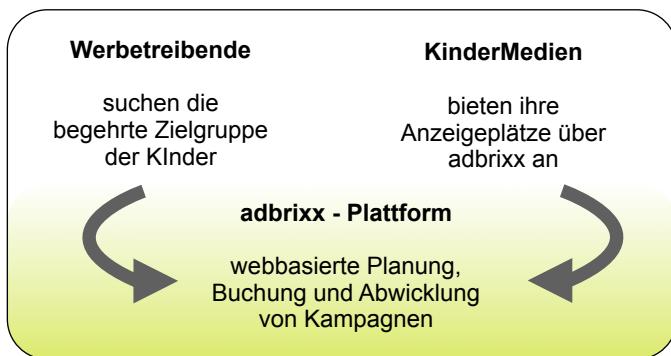 Werbetreibende
suchen die
begehrte Zielgruppe
der KInder
KinderMedien
bieten ihre
Anzeigeplätze über
adbrixx an
adbrixx - Plattform
webbasierte Planung,
Buchung und Abwicklung
von Kampagnen